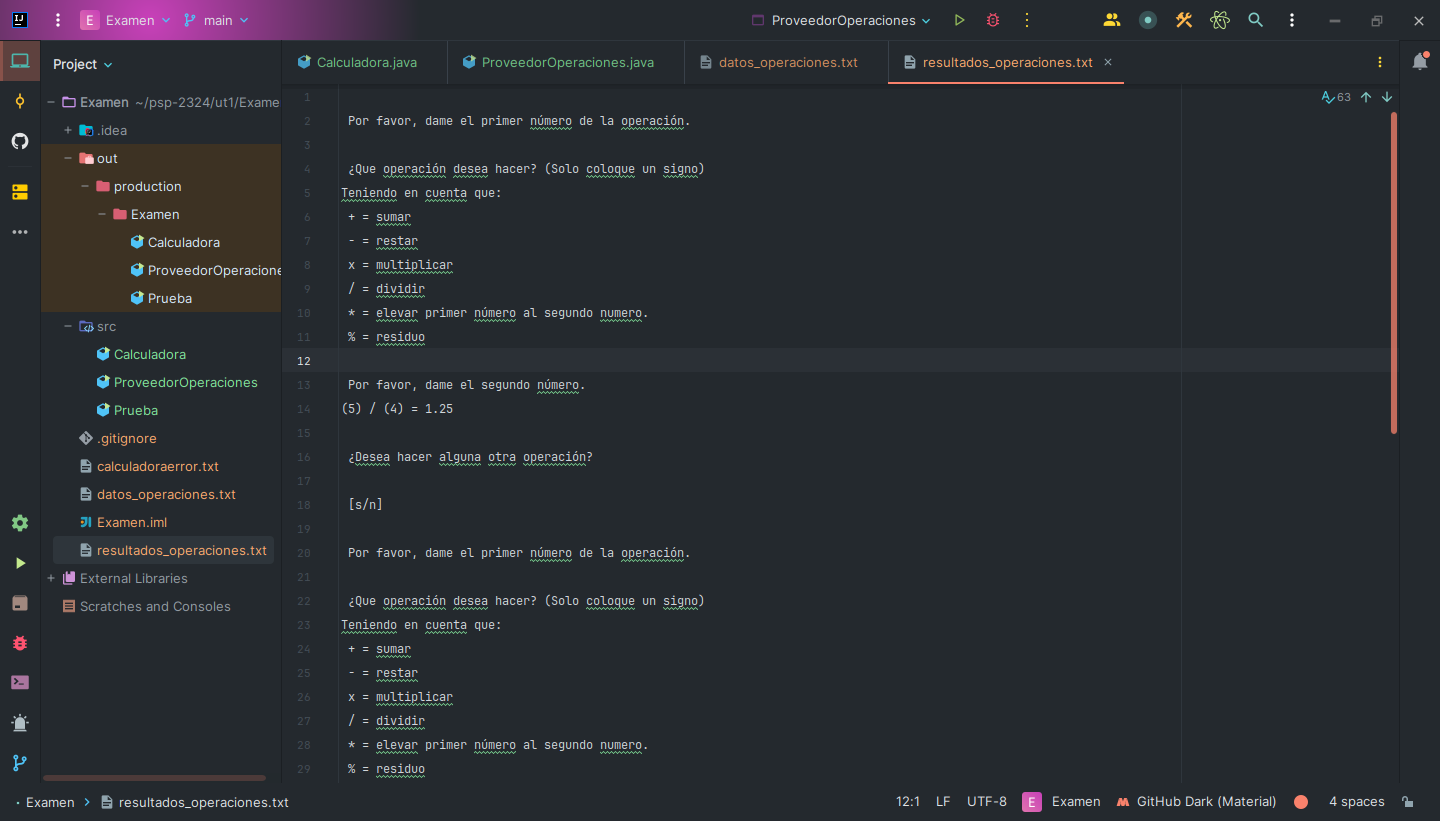 IJ
E Examen main ProveedorOperaciones
Project
Calculadora.java ProveedorOperaciones.java datos_operaciones.txt resultados_operaciones.txt
Examen ~/psp-2324/ut1/Exame
.idea
out
production
Examen
Calculadora
ProveedorOperacione
Prueba
src
Calculadora
ProveedorOperaciones
Prueba
.gitignore
calculadoraerror.txt
datos_operaciones.txt
Examen.iml
resultados_operaciones.txt
External Libraries
Scratches and Consoles
63
1
2 Por favor, dame el primer número de la operación.
3
4 ¿Que operación desea hacer? (Solo coloque un signo)
5 Teniendo en cuenta que:
6 + = sumar
7 - = restar
8 x = multiplicar
9 / = dividir
10 * = elevar primer número al segundo numero.
11 % = residuo
12
13 Por favor, dame el segundo número.
14 (5) / (4) = 1.25
15
16 ¿Desea hacer alguna otra operación?
17
18 [s/n]
19
20 Por favor, dame el primer número de la operación.
21
22 ¿Que operación desea hacer? (Solo coloque un signo)
23 Teniendo en cuenta que:
24 + = sumar
25 - = restar
26 x = multiplicar
27 / = dividir
28 * = elevar primer número al segundo numero.
29 % = residuo
Examen resultados_operaciones.txt 12:1 LF UTF-8 E Examen GitHub Dark (Material) 4 spaces